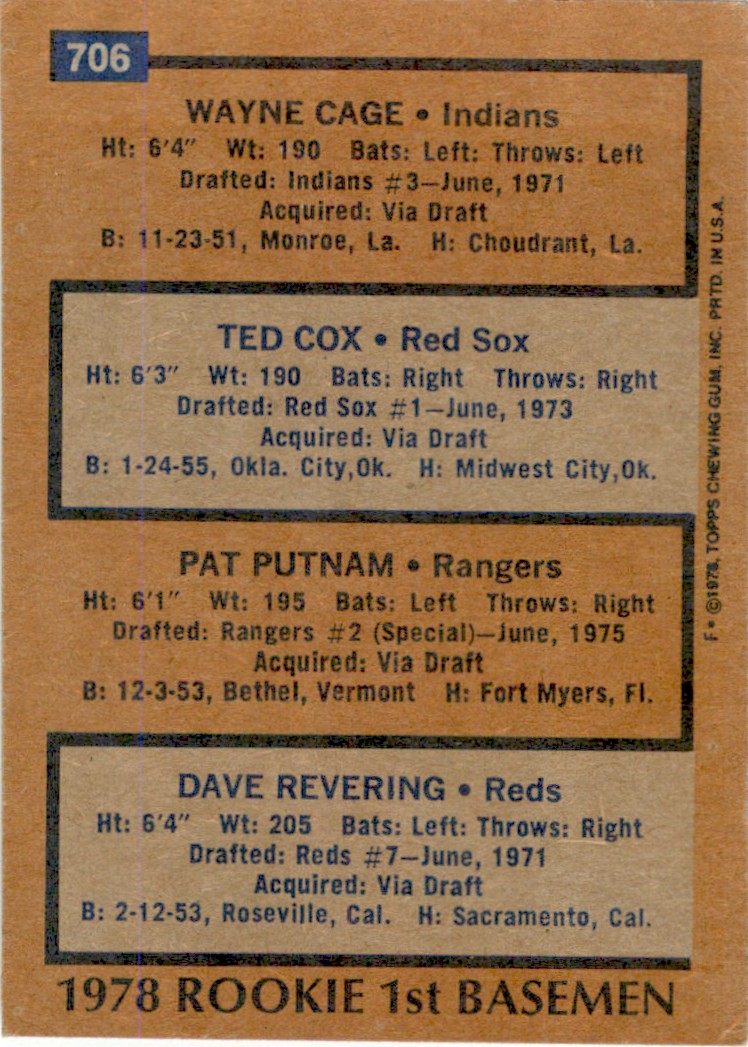 706
WAYNE CAGE • Indians
Ht: 6'4" Wt: 190 Bats: Left: Throws: Left
Drafted: Indians #3—June, 1971
Acquired: Via Draft
B: 11-23-51, Monroe, La. H: Choudrant, La.
TED COX • Red Sox
Ht: 6'3" Wt: 190 Bats: Right Throws: Right
Drafted: Red Sox #1—June, 1973
Acquired: Via Draft
B: 1-24-55, Okla. City,Ok. H: Midwest City,Ok.
PAT PUTNAM • Rangers
Ht: 6'1" Wt: 195 Bats: Left Throws: Right
Drafted: Rangers #2 (Special)—June, 1975
Acquired: Via Draft
B: 12-3-53, Bethel, Vermont H: Fort Myers, Fl.
DAVE REVERING • Reds
Ht: 6'4" Wt: 205 Bats: Left: Throws: Right
Drafted: Reds #7—June, 1971
Acquired: Via Draft
B: 2-12-53, Roseville, Cal. H: Sacramento, Cal.
1978 ROOKIE 1st BASEMEN
F• ©1978, TOPPS CHEWING GUM, INC. PRTD. IN U.S.A.